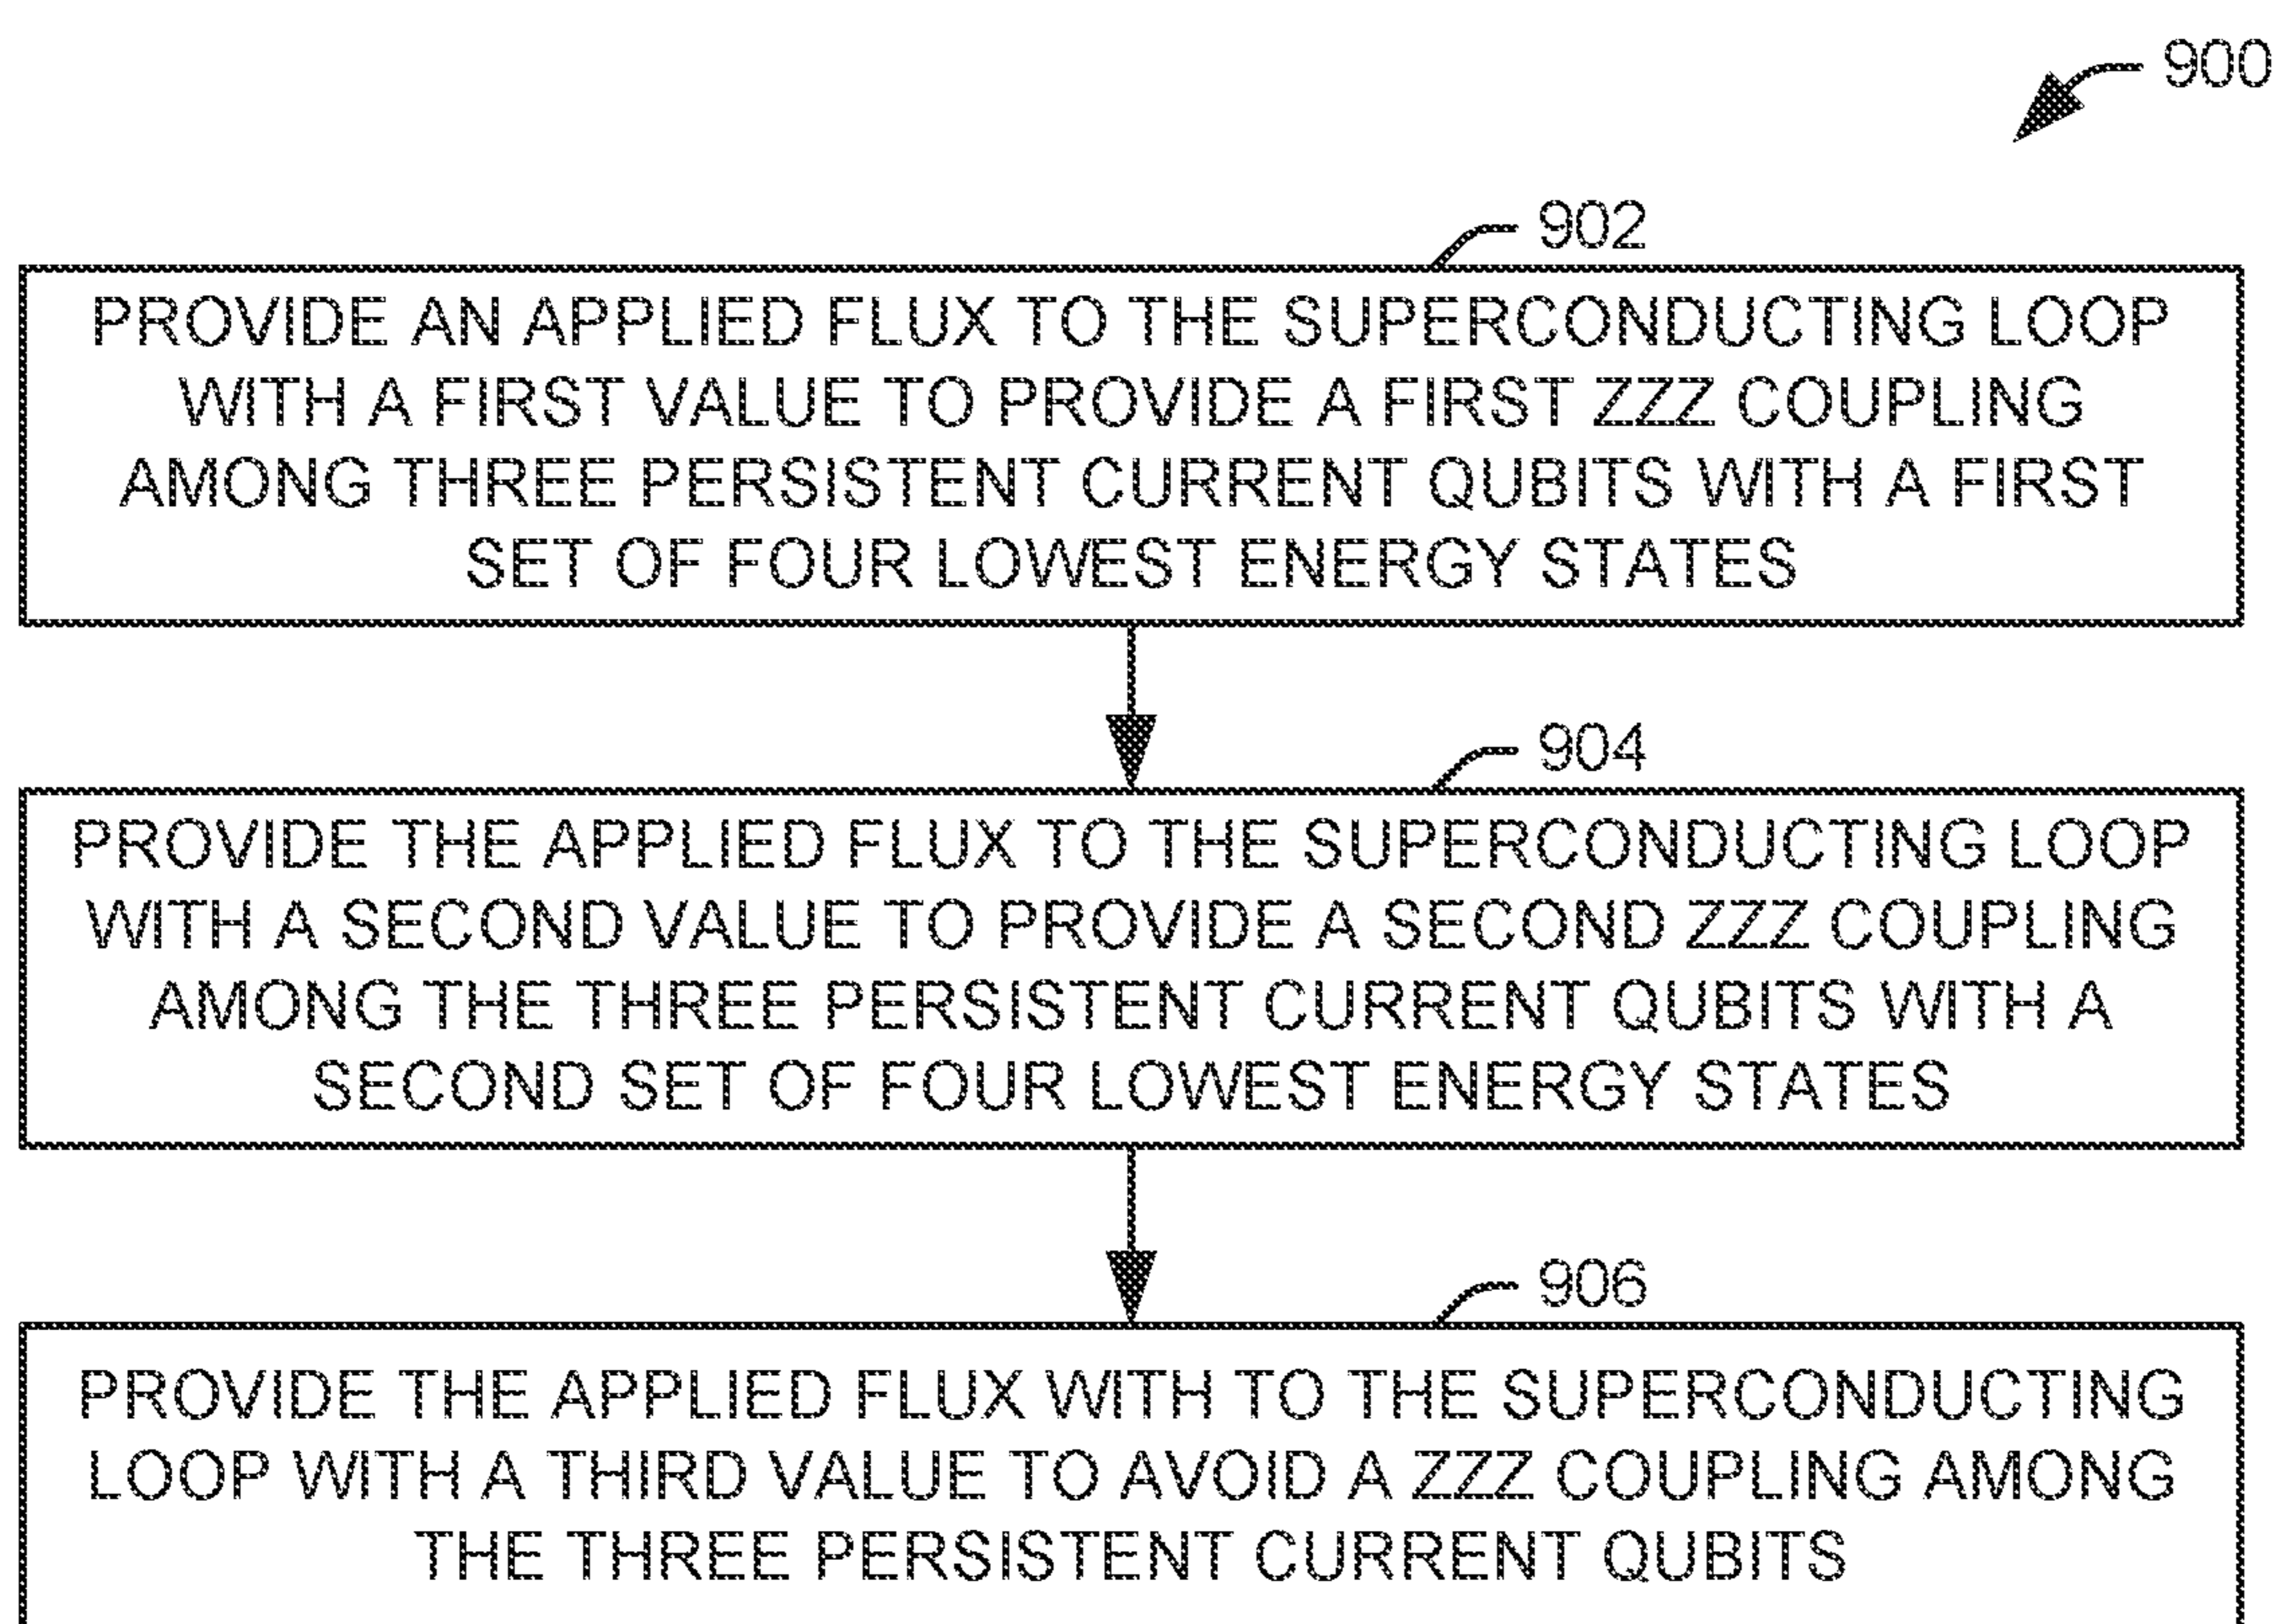 900
902
PROVIDE AN APPLIED FLUX TO THE SUPERCONDUCTING LOOP
WITH A FIRST VALUE TO PROVIDE A FIRST ZZZ COUPLING
AMONG THREE PERSISTENT CURRENT QUBITS WITH A FIRST
SET OF FOUR LOWEST ENERGY STATES
904
PROVIDE THE APPLIED FLUX TO THE SUPERCONDUCTING LOOP
WITH A SECOND VALUE TO PROVIDE A SECOND ZZZ COUPLING
AMONG THE THREE PERSISTENT CURRENT QUBITS WITH A
SECOND SET OF FOUR LOWEST ENERGY STATES
906
PROVIDE THE APPLIED FLUX WITH TO THE SUPERCONDUCTING
LOOP WITH A THIRD VALUE TO AVOID A ZZZ COUPLING AMONG
THE THREE PERSISTENT CURRENT QUBITS